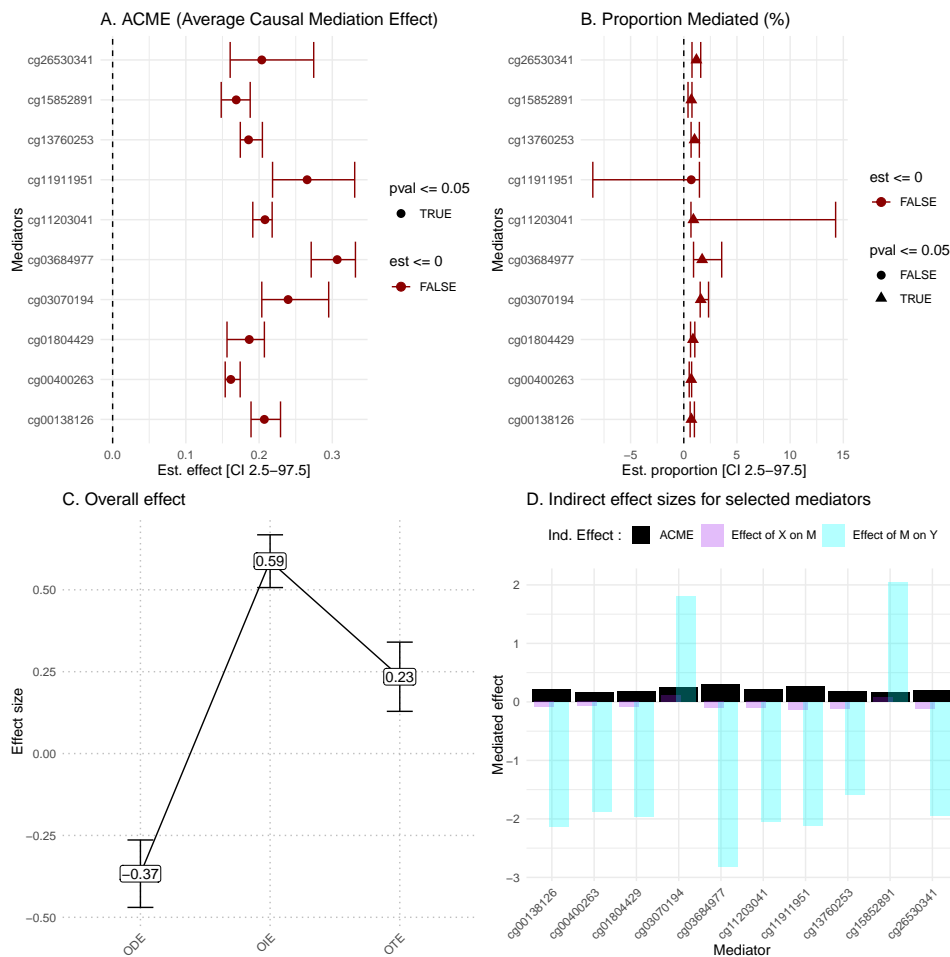 A. ACME (Average Causal Mediation Effect)
Mediators
cg26530341
cg15852891
cg13760253
cg11911951
cg11203041
cg03684977
cg03070194
cg01804429
cg00400263
cg00138126
0.0
0.1
0.2
0.3
Est. effect [CI 2.5−97.5]
pval <= 0.05
TRUE
est <= 0
FALSE
B. Proportion Mediated (%)
Mediators
cg26530341
cg15852891
cg13760253
cg11911951
cg11203041
cg03684977
cg03070194
cg01804429
cg00400263
cg00138126
−5
0
5
10
15
Est. proportion [CI 2.5−97.5]
est <= 0
FALSE
pval <= 0.05
FALSE
TRUE
C. Overall effect
Effect size
0.50
0.25
0.00
−0.25
−0.50
−0.37
0.59
0.23
ODE
OIE
OTE
D. Indirect effect sizes for selected mediators
Ind. Effect : ACME Effect of X on M Effect of M on Y
Mediated effect
2
1
0
−1
−2
−3
cg00138126
cg00400263
cg01804429
cg03070194
cg03684977
cg11203041
cg11911951
cg13760253
cg15852891
cg26530341
Mediator